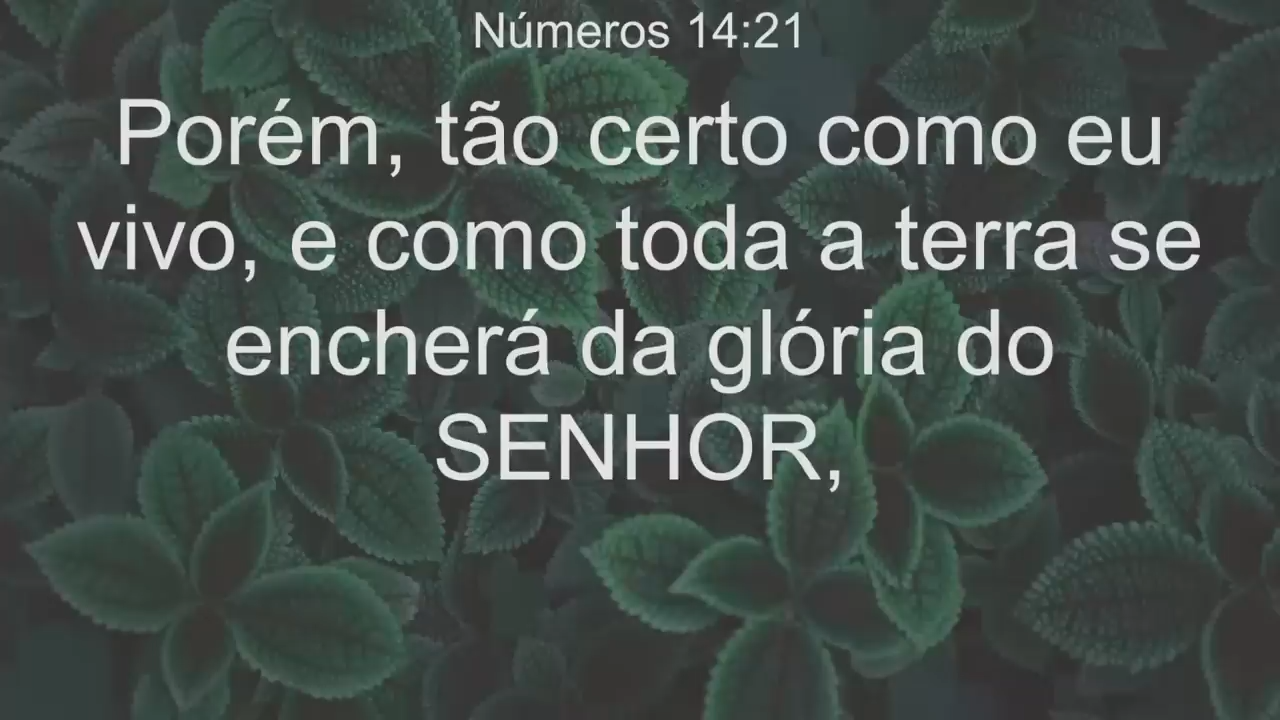 Números 14:21
Porém, tão certo como eu
vivo, e como toda a terra se
encherá da glória do
SENHOR,